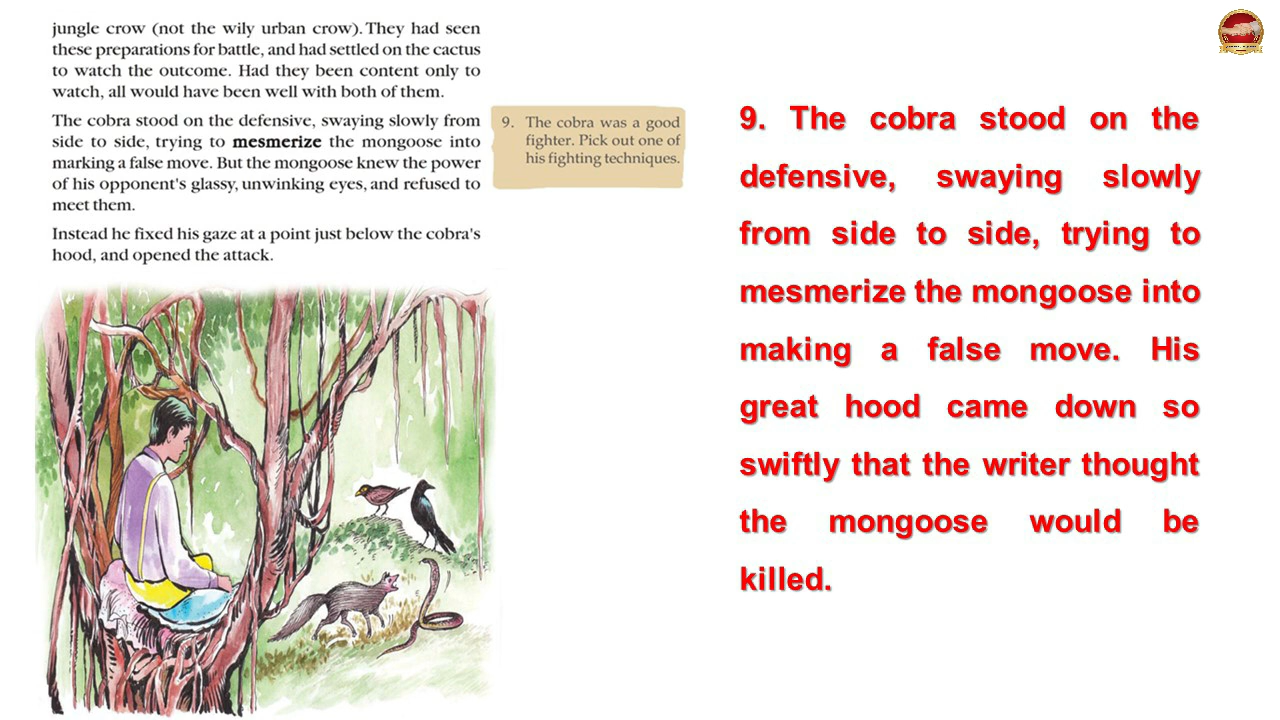 jungle crow (not the wily urban crow). They had seen
these preparations for battle, and had settled on the cactus
to watch the outcome. Had they been content only to
watch, all would have been well with both of them.
The cobra stood on the defensive, swaying slowly from
side to side, trying to mesmerize the mongoose into
marking a false move. But the mongoose knew the power
of his opponent's glassy, unwinking eyes, and refused to
meet them.
Instead he fixed his gaze at a point just below the cobra's
hood, and opened the attack.
9. The cobra was a good
fighter. Pick out one of
his fighting techniques.
9. The cobra stood on the
defensive, swaying slowly
from side to side, trying to
mesmerize the mongoose into
making a false move. His
great hood came down so
swiftly that the writer thought
the mongoose would be
killed.